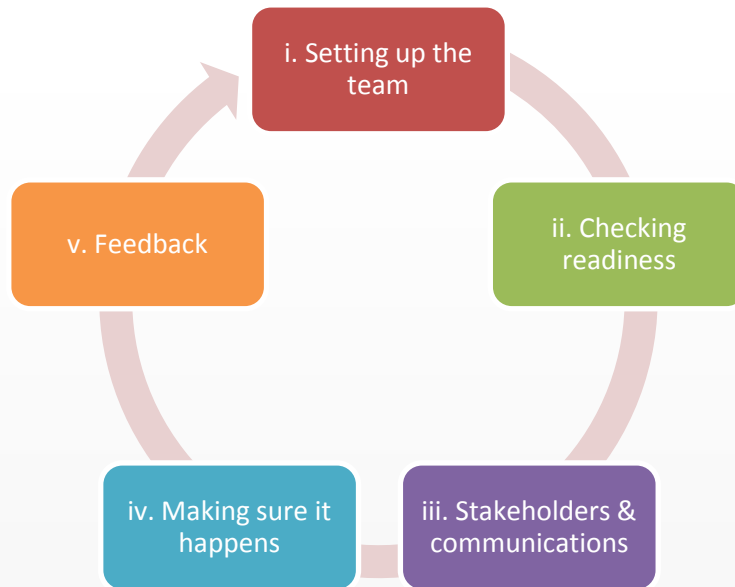 i. Setting up the
team
ii. Checking
readiness
iii. Stakeholders &
communications
iv. Making sure it
happens
v. Feedback